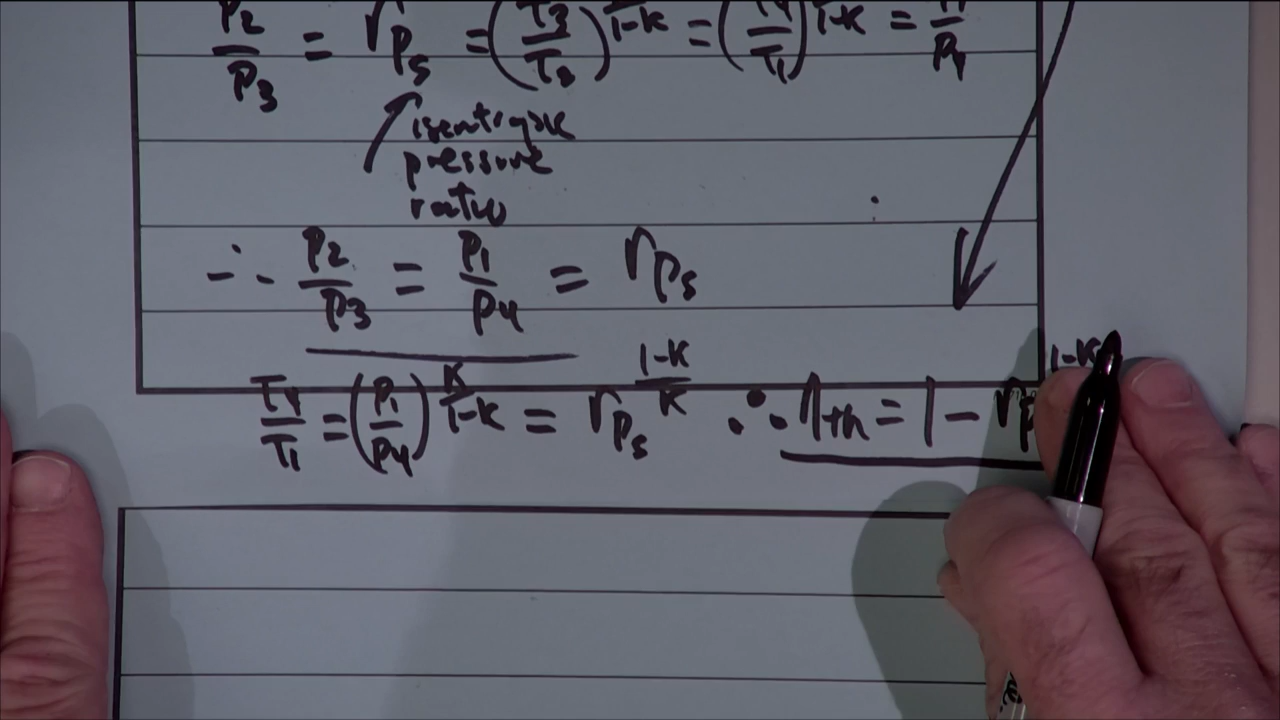 P2/P3 = rps = (T3/T2)^(1-K) = (T4/T1)^(1-K) = P1/P4
isentropic
pressure
ratio
∴ P2/P3 = P1/P4 = rps
T4/T1 = (P1/P4)^(K/(1-K)) = rps^((1-K)/K) ∴ ηth = 1 - rp^(1-K)